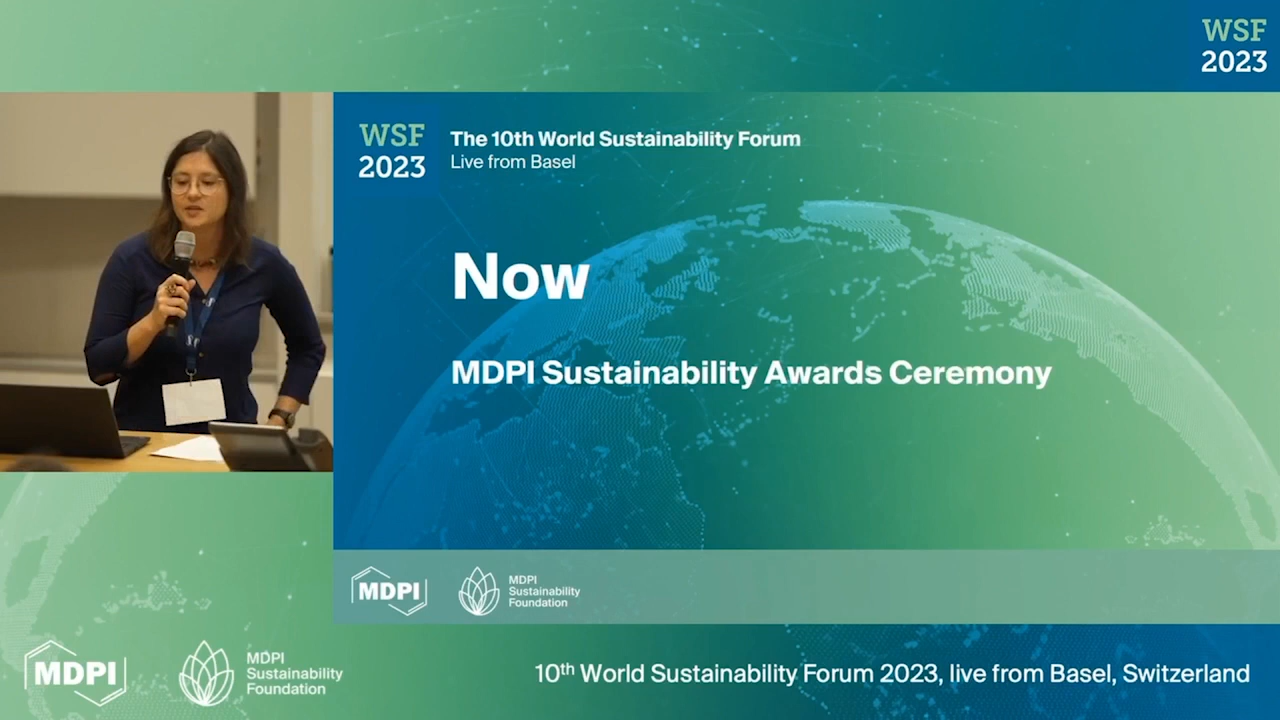 WSF
2023
WSF
2023
The 10th World Sustainability Forum
Live from Basel
Now
MDPI Sustainability Awards Ceremony
MDPI
MDPI
Sustainability
Foundation
MDPI
MDPI
Sustainability
Foundation
10th World Sustainability Forum 2023, live from Basel, Switzerland